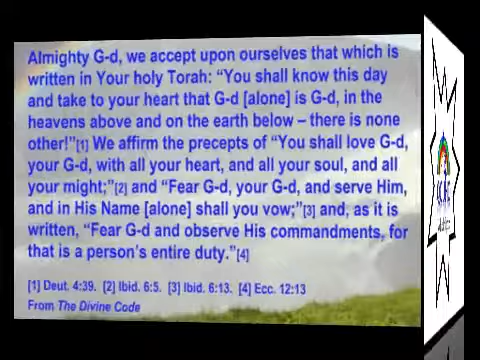 Almighty G-d, we accept upon ourselves that which is
written in Your holy Torah: “You shall know this day
and take to your heart that G-d [alone] is G-d, in the
heavens above and on the earth below – there is none
other!”[1] We affirm the precepts of “You shall love G-d,
your G-d, with all your heart, and all your soul, and all
your might;”[2] and “Fear G-d, your G-d, and serve Him,
and in His Name [alone] shall you vow;”[3] and, as it is
written, “Fear G-d and observe His commandments, for
that is a person's entire duty.”[4]
[1] Deut. 4:39. [2] Ibid. 6:5. [3] Ibid. 6:13. [4] Ecc. 12:13
From The Divine Code